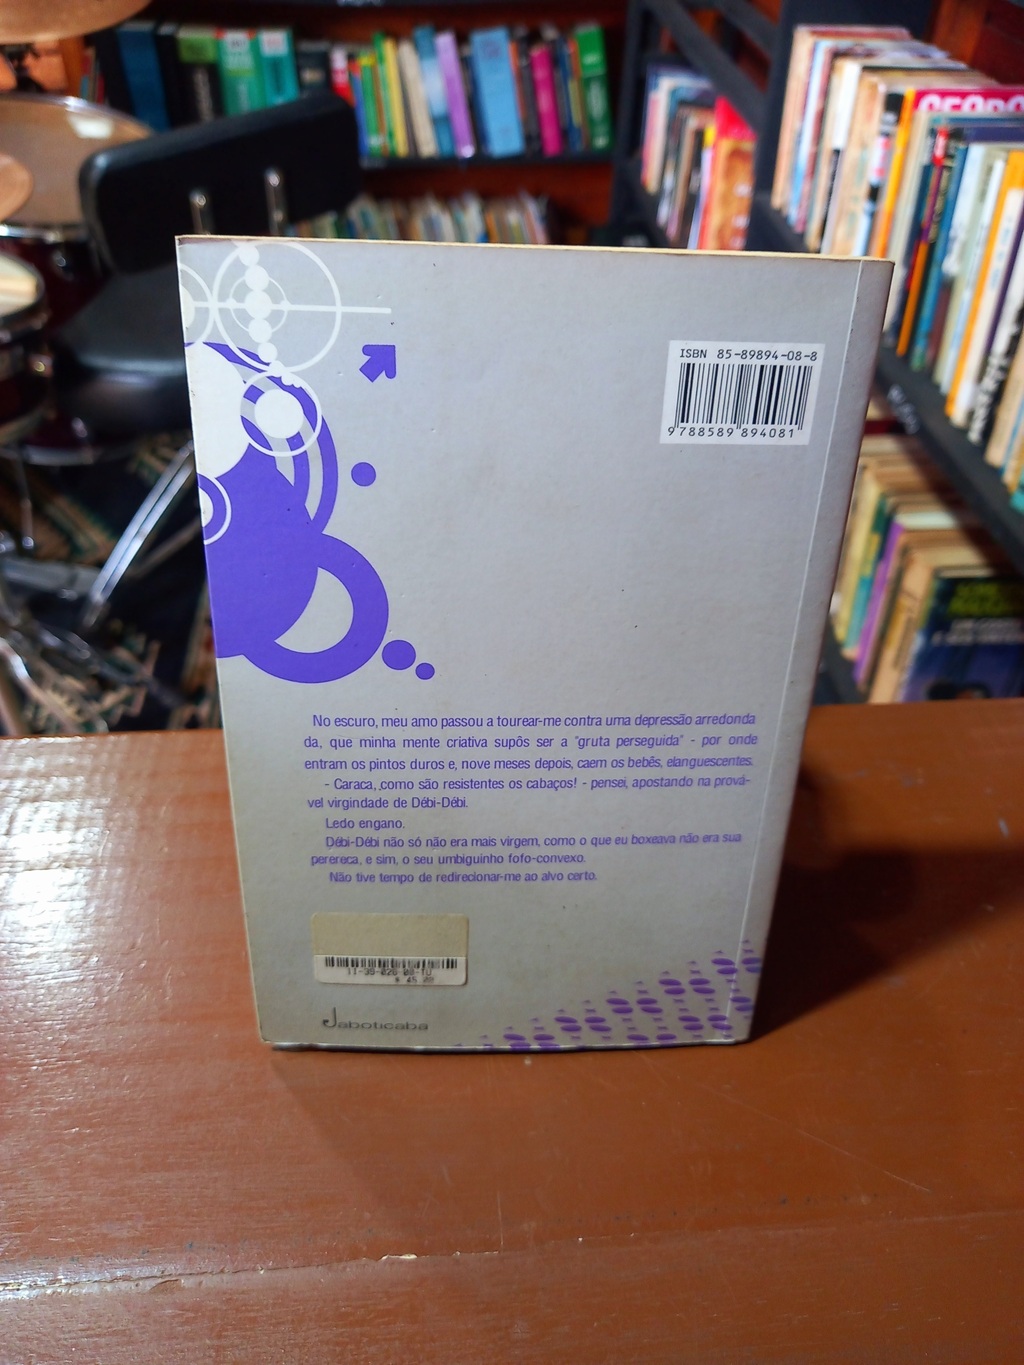 ISBN 85-89894-08-8
9 788589 894081
No escuro, meu amo passou a tourear-me contra uma depressão arredonda
da, que minha mente criativa supôs ser a "gruta perseguida" - por onde
entram os pintos duros e, nove meses depois, caem os bebês, elanguescentes.
- Caraca, como são resistentes os cabaços! - pensei, apostando na prová-
vel virgindade de Débi-Débi.
Ledo engano.
Débi-Débi não só não era mais virgem, como o que eu boxeava não era sua
perereca, e sim, o seu umbiguinho fofo-convexo.
Não tive tempo de redirecionar-me ao alvo certo.
Jaboticaba